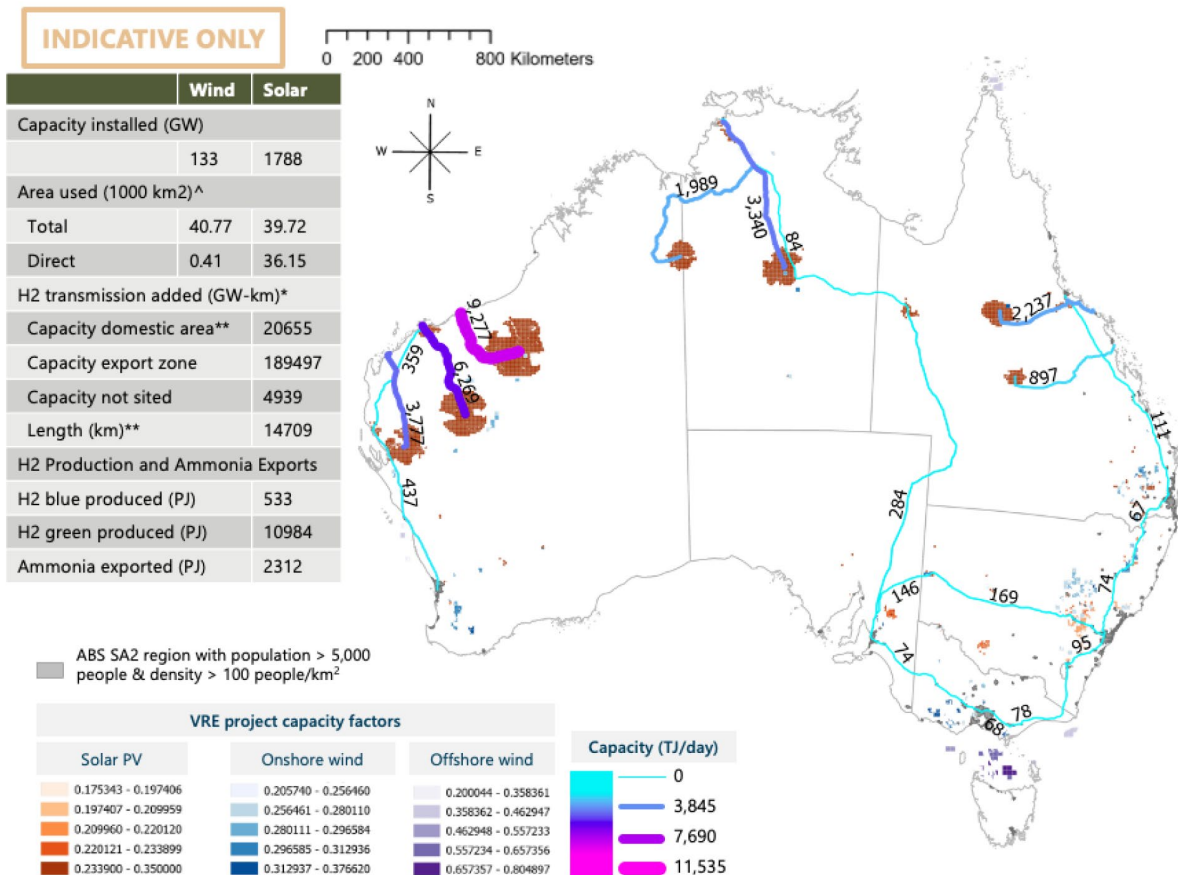 INDICATIVE ONLY
0 200 400 800 Kilometers
N
W E
S
Wind Solar
Capacity installed (GW)
133 1788
Area used (1000 km2)^
Total 40.77 39.72
Direct 0.41 36.15
H2 transmission added (GW-km)*
Capacity domestic area** 20655
Capacity export zone 189497
Capacity not sited 4939
Length (km)** 14709
H2 Production and Ammonia Exports
H2 blue produced (PJ) 533
H2 green produced (PJ) 10984
Ammonia exported (PJ) 2312
1,989
3,340
84
9,277
359
6,269
3,777
437
2,237
897
111
284
67
146
169
74
95
74
78
68
ABS SA2 region with population > 5,000
people & density > 100 people/km²
VRE project capacity factors
Solar PV
0.175343 - 0.197406
0.197407 - 0.209959
0.209960 - 0.220120
0.220121 - 0.233899
0.233900 - 0.350000
Onshore wind
0.205740 - 0.256460
0.256461 - 0.280110
0.280111 - 0.296584
0.296585 - 0.312936
0.312937 - 0.376620
Offshore wind
0.200044 - 0.358361
0.358362 - 0.462947
0.462948 - 0.557233
0.557234 - 0.657356
0.657357 - 0.804897
Capacity (TJ/day)
0
3,845
7,690
11,535